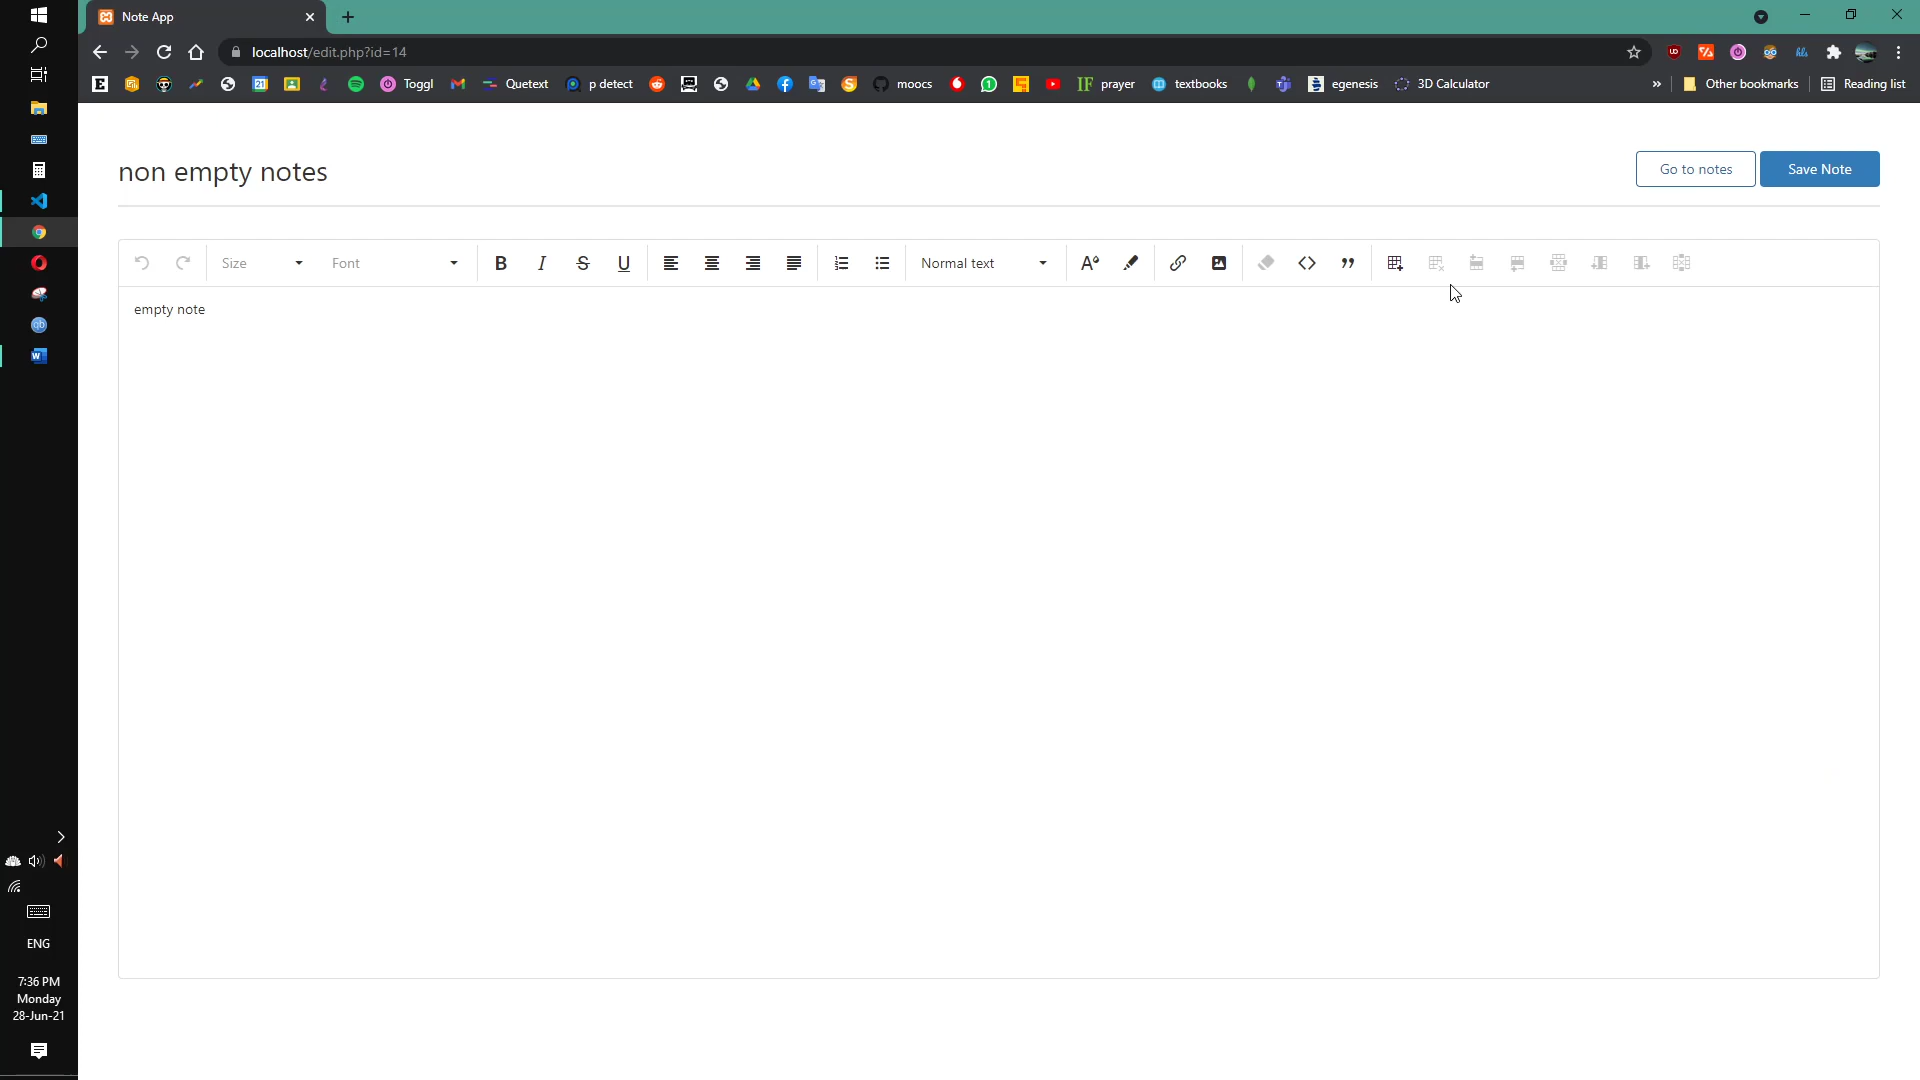 Note App
localhost/edit.php?id=14
Toggl Quetext p detect moocs prayer textbooks egenesis 3D Calculator » Other bookmarks Reading list
non empty notes
Go to notes Save Note
Size Font B I S U Normal text
empty note
ENG
7:36 PM
Monday
28-Jun-21